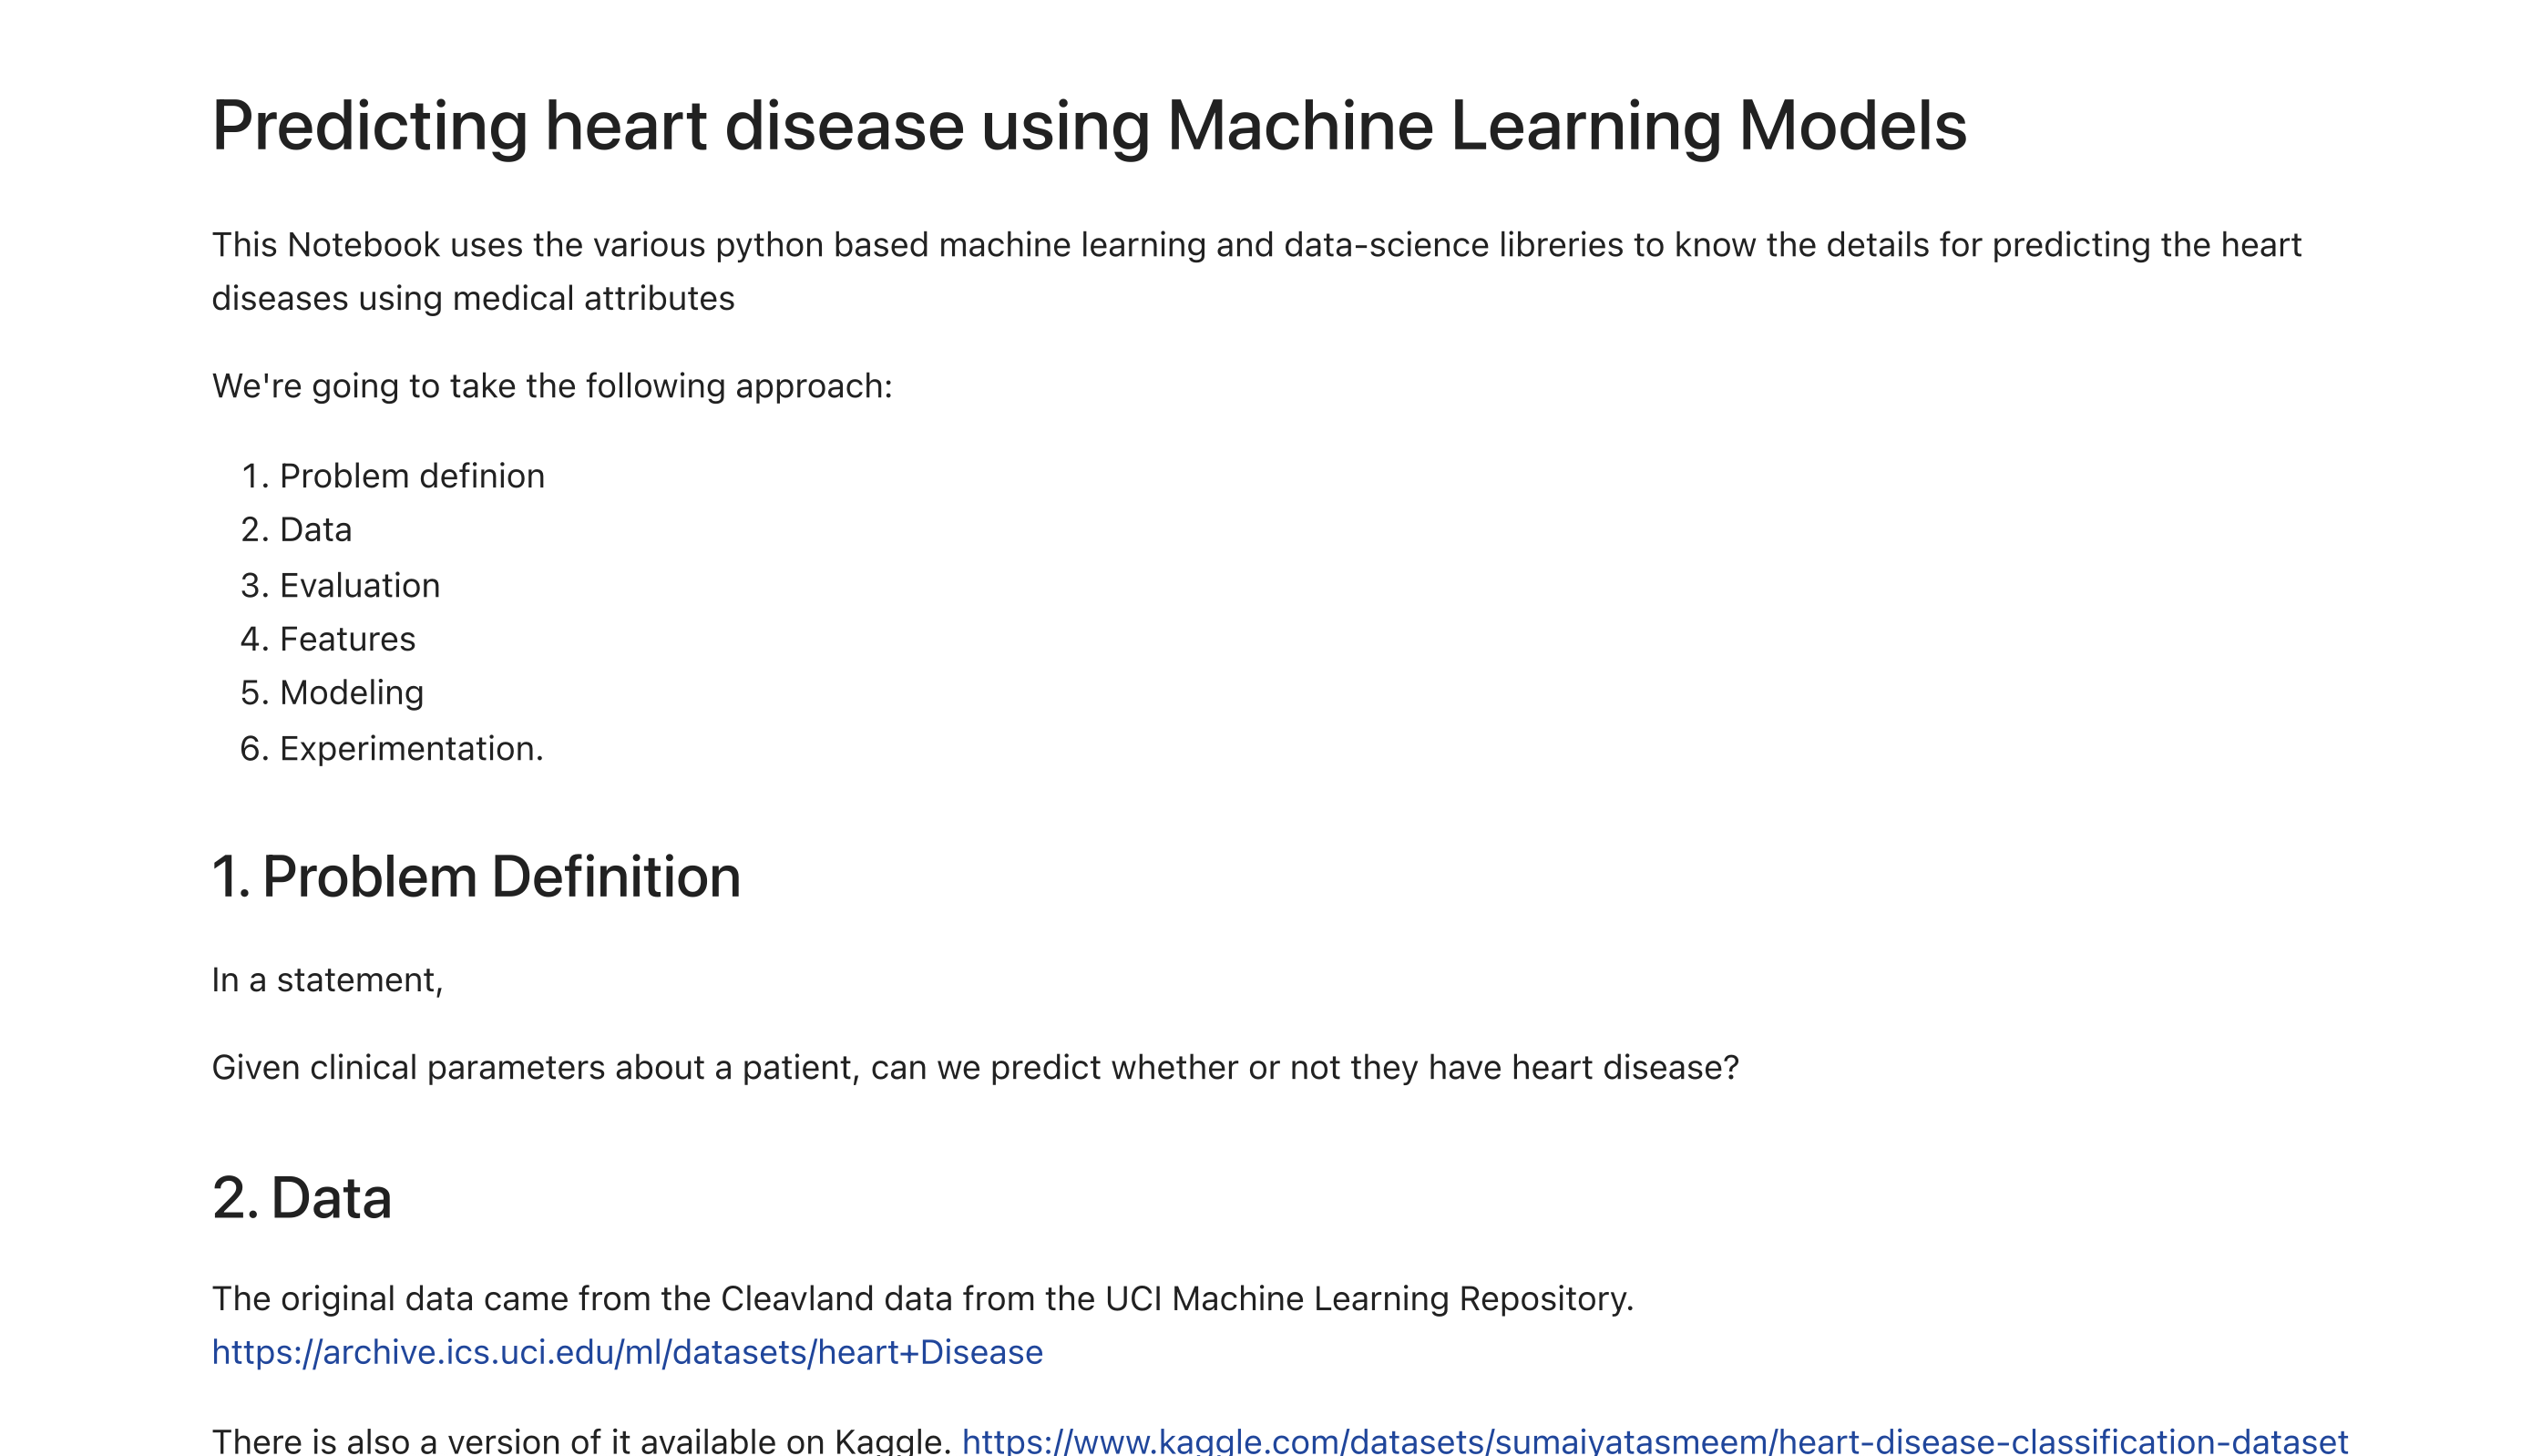 Predicting heart disease using Machine Learning Models
This Notebook uses the various python based machine learning and data-science libreries to know the details for predicting the heart
diseases using medical attributes
We're going to take the following approach:
1. Problem definion
2. Data
3. Evaluation
4. Features
5. Modeling
6. Experimentation.
1. Problem Definition
In a statement,
Given clinical parameters about a patient, can we predict whether or not they have heart disease?
2. Data
The original data came from the Cleavland data from the UCI Machine Learning Repository.
https://archive.ics.uci.edu/ml/datasets/heart+Disease
There is also a version of it available on Kaggle. https://www.kaggle.com/datasets/sumaiyatasmeem/heart-disease-classification-dataset